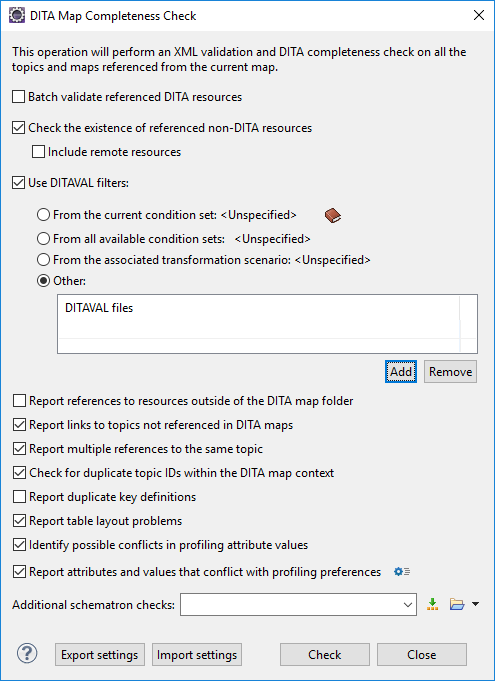 DITA Map Completeness Check
This operation will perform an XML validation and DITA completeness check on all the
topics and maps referenced from the current map.
Batch validate referenced DITA resources
Check the existence of referenced non-DITA resources
Include remote resources
Use DITAVAL filters:
From the current condition set: <Unspecified>
From all available condition sets: <Unspecified>
From the associated transformation scenario: <Unspecified>
Other:
DITAVAL files
Add Remove
Report references to resources outside of the DITA map folder
Report links to topics not referenced in DITA maps
Report multiple references to the same topic
Check for duplicate topic IDs within the DITA map context
Report duplicate key definitions
Report table layout problems
Identify possible conflicts in profiling attribute values
Report attributes and values that conflict with profiling preferences
Additional schematron checks:
? Export settings Import settings Check Close